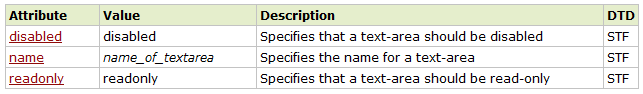 Attribute Value Description DTD
disabled disabled Specifies that a text-area should be disabled STF
name name_of_textarea Specifies the name for a text-area STF
readonly readonly Specifies that a text-area should be read-only STF